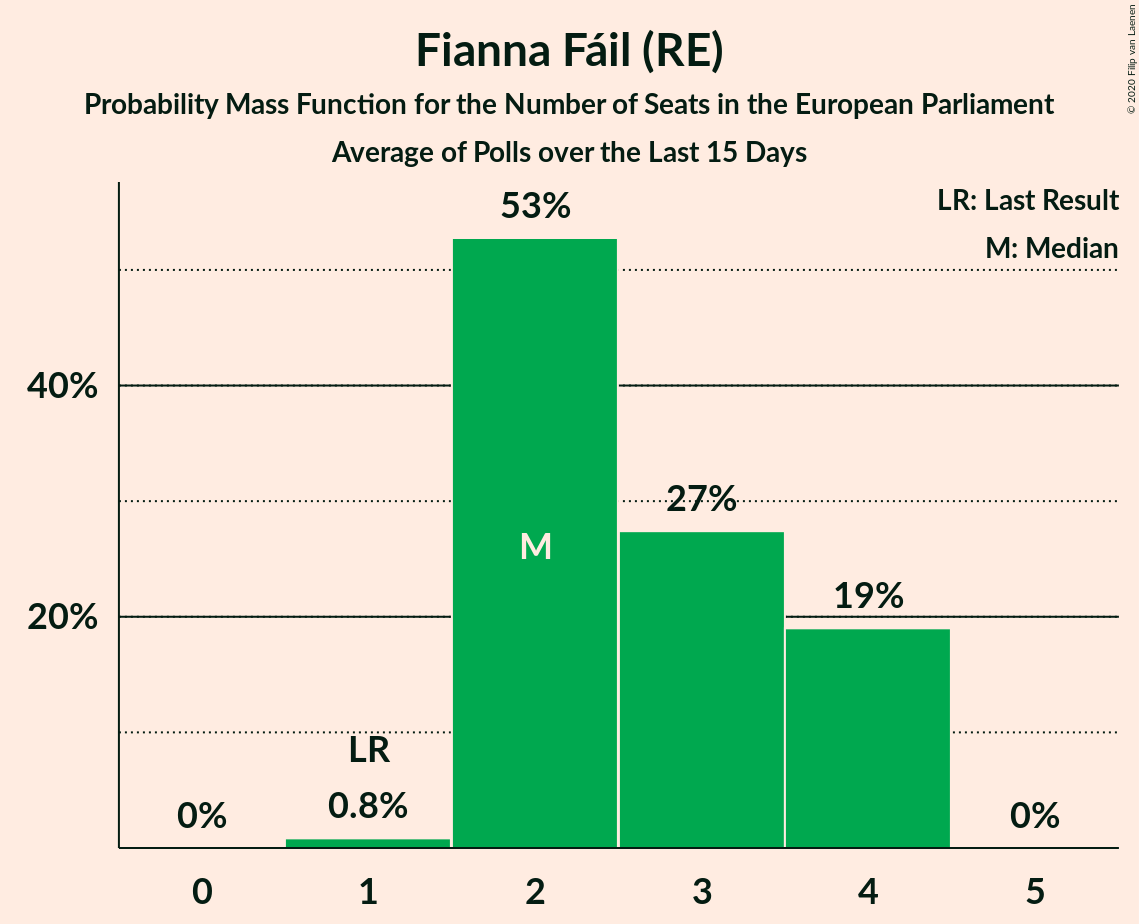 Fianna Fáil (RE)
Probability Mass Function for the Number of Seats in the European Parliament
Average of Polls over the Last 15 Days
© 2020 Filip van Laenen
LR: Last Result
M: Median
53%
40%
27%
M
20%
19%
LR
0.8%
0%
0%
0 1 2 3 4 5